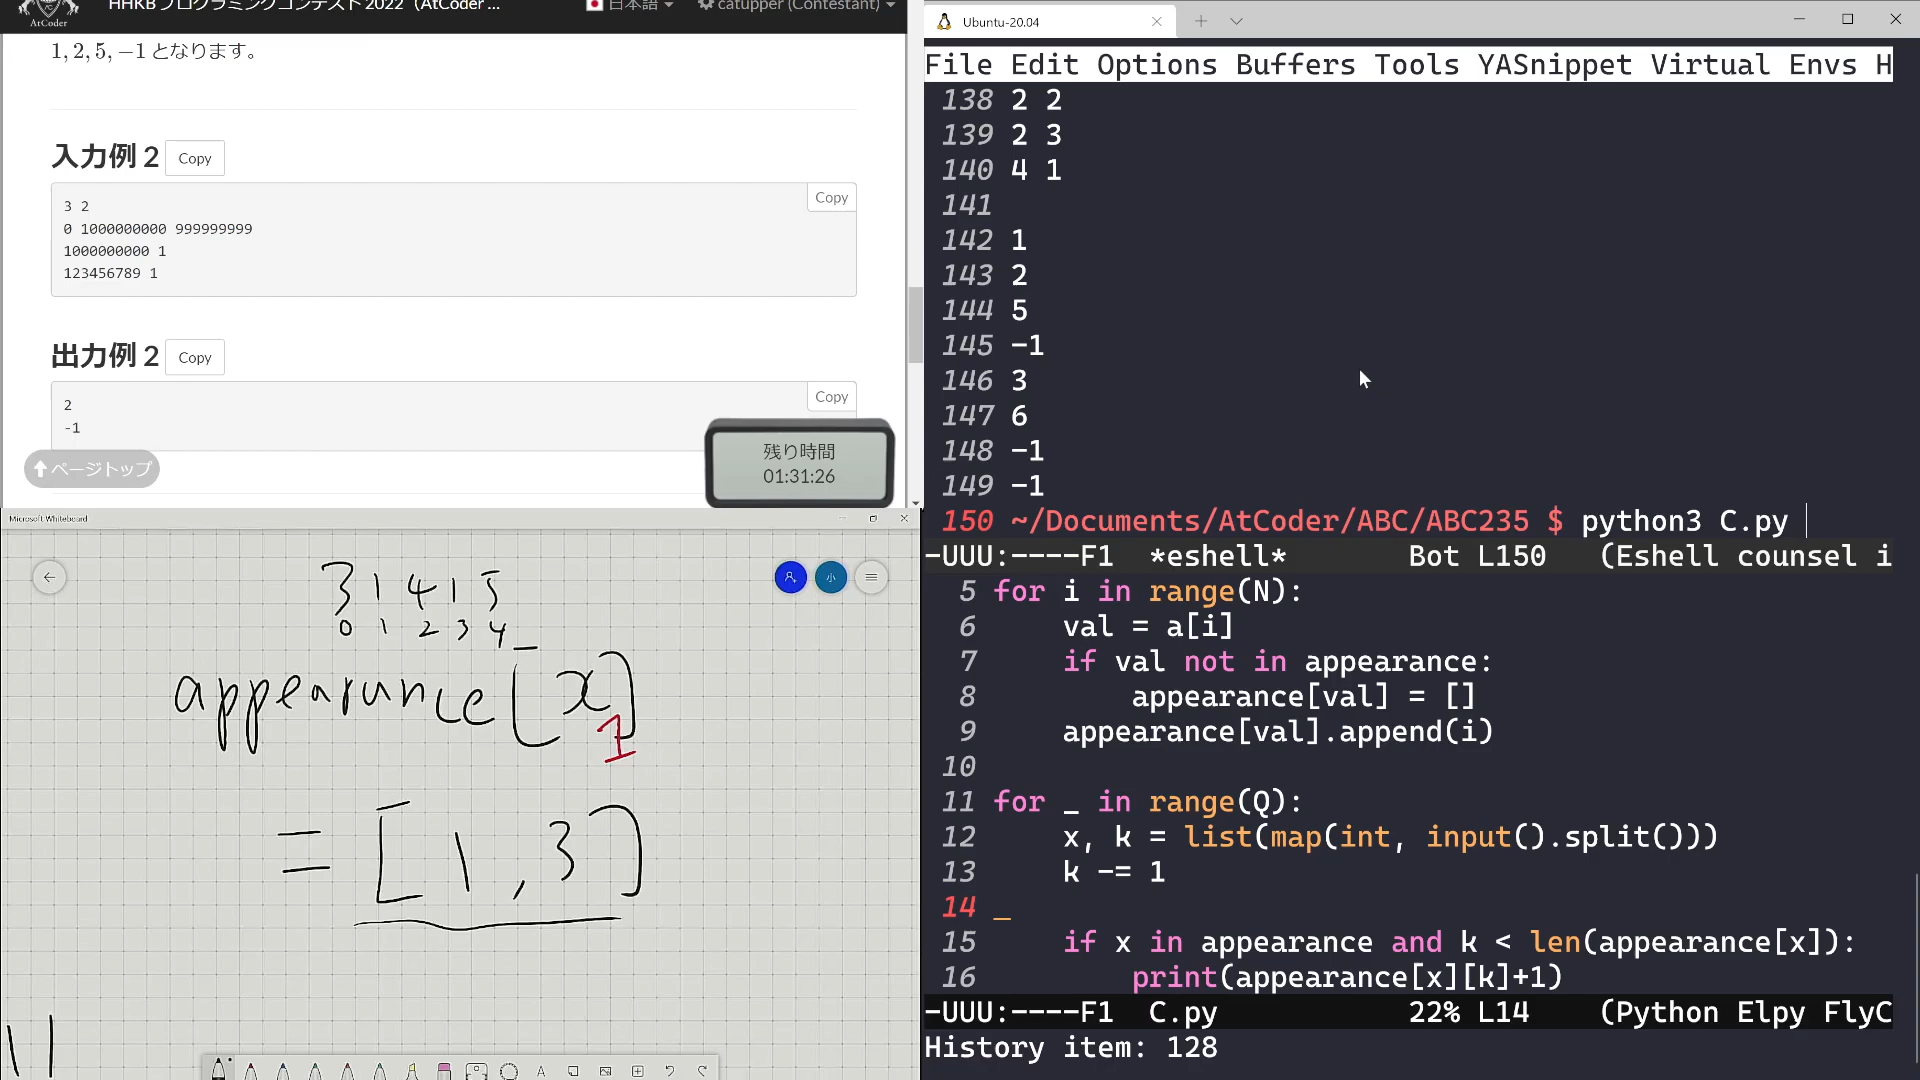 HHKB プログラミングコンテスト 2022（AtCoder ...
日本語
catupper (Contestant)
AtCoder
1, 2, 5, −1 となります。
入力例 2
Copy
Copy
3 2
0 1000000000 999999999
1000000000 1
123456789 1
出力例 2
Copy
Copy
2
-1
ページトップ
残り時間
01:31:26
Microsoft Whiteboard
小
3 1 4 1 5
0 1 2 3 4
appearance[x]
1
= [1,3]
A
Ubuntu-20.04
File Edit Options Buffers Tools YASnippet Virtual Envs H
138 2 2
139 2 3
140 4 1
141
142 1
143 2
144 5
145 -1
146 3
147 6
148 -1
149 -1
150 ~/Documents/AtCoder/ABC/ABC235 $ python3 C.py
-UUU:----F1 *eshell* Bot L150 (Eshell counsel i
5 for i in range(N):
6 val = a[i]
7 if val not in appearance:
8 appearance[val] = []
9 appearance[val].append(i)
10
11 for _ in range(Q):
12 x, k = list(map(int, input().split()))
13 k -= 1
14
15 if x in appearance and k < len(appearance[x]):
16 print(appearance[x][k]+1)
-UUU:----F1 C.py 22% L14 (Python Elpy FlyC
History item: 128